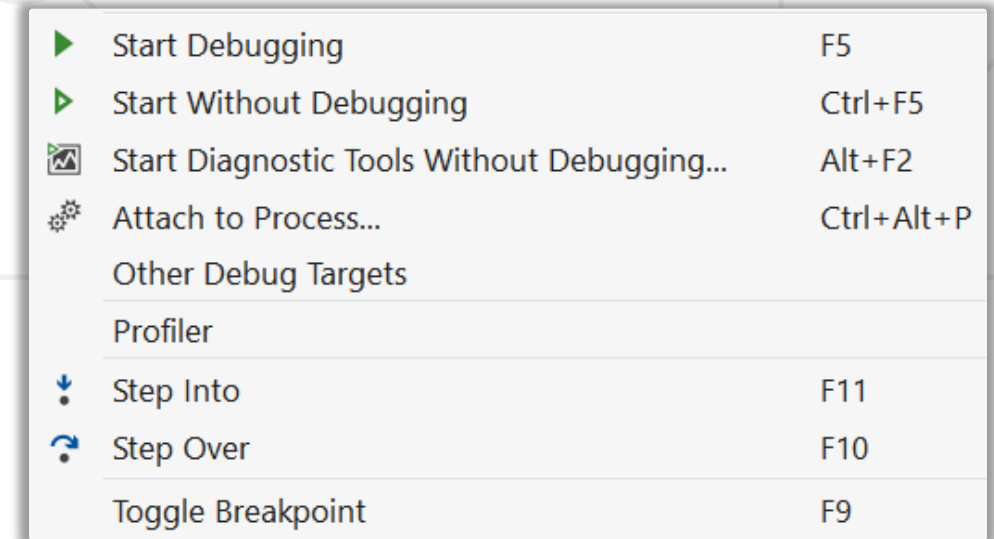 Start Debugging F5
Start Without Debugging Ctrl+F5
Start Diagnostic Tools Without Debugging... Alt+F2
Attach to Process... Ctrl+Alt+P
Other Debug Targets
Profiler
Step Into F11
Step Over F10
Toggle Breakpoint F9